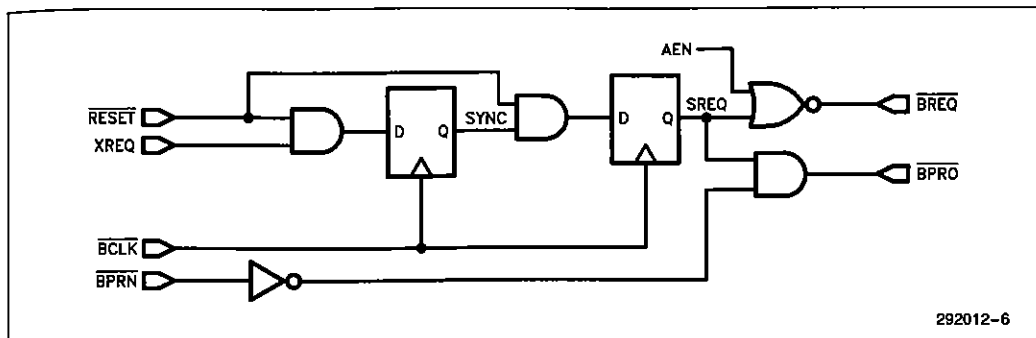 AEN
RESET
XREQ
D Q
SYNC
D Q
SREQ
BREQ
BPRO
BCLK
BPRN
292012-6